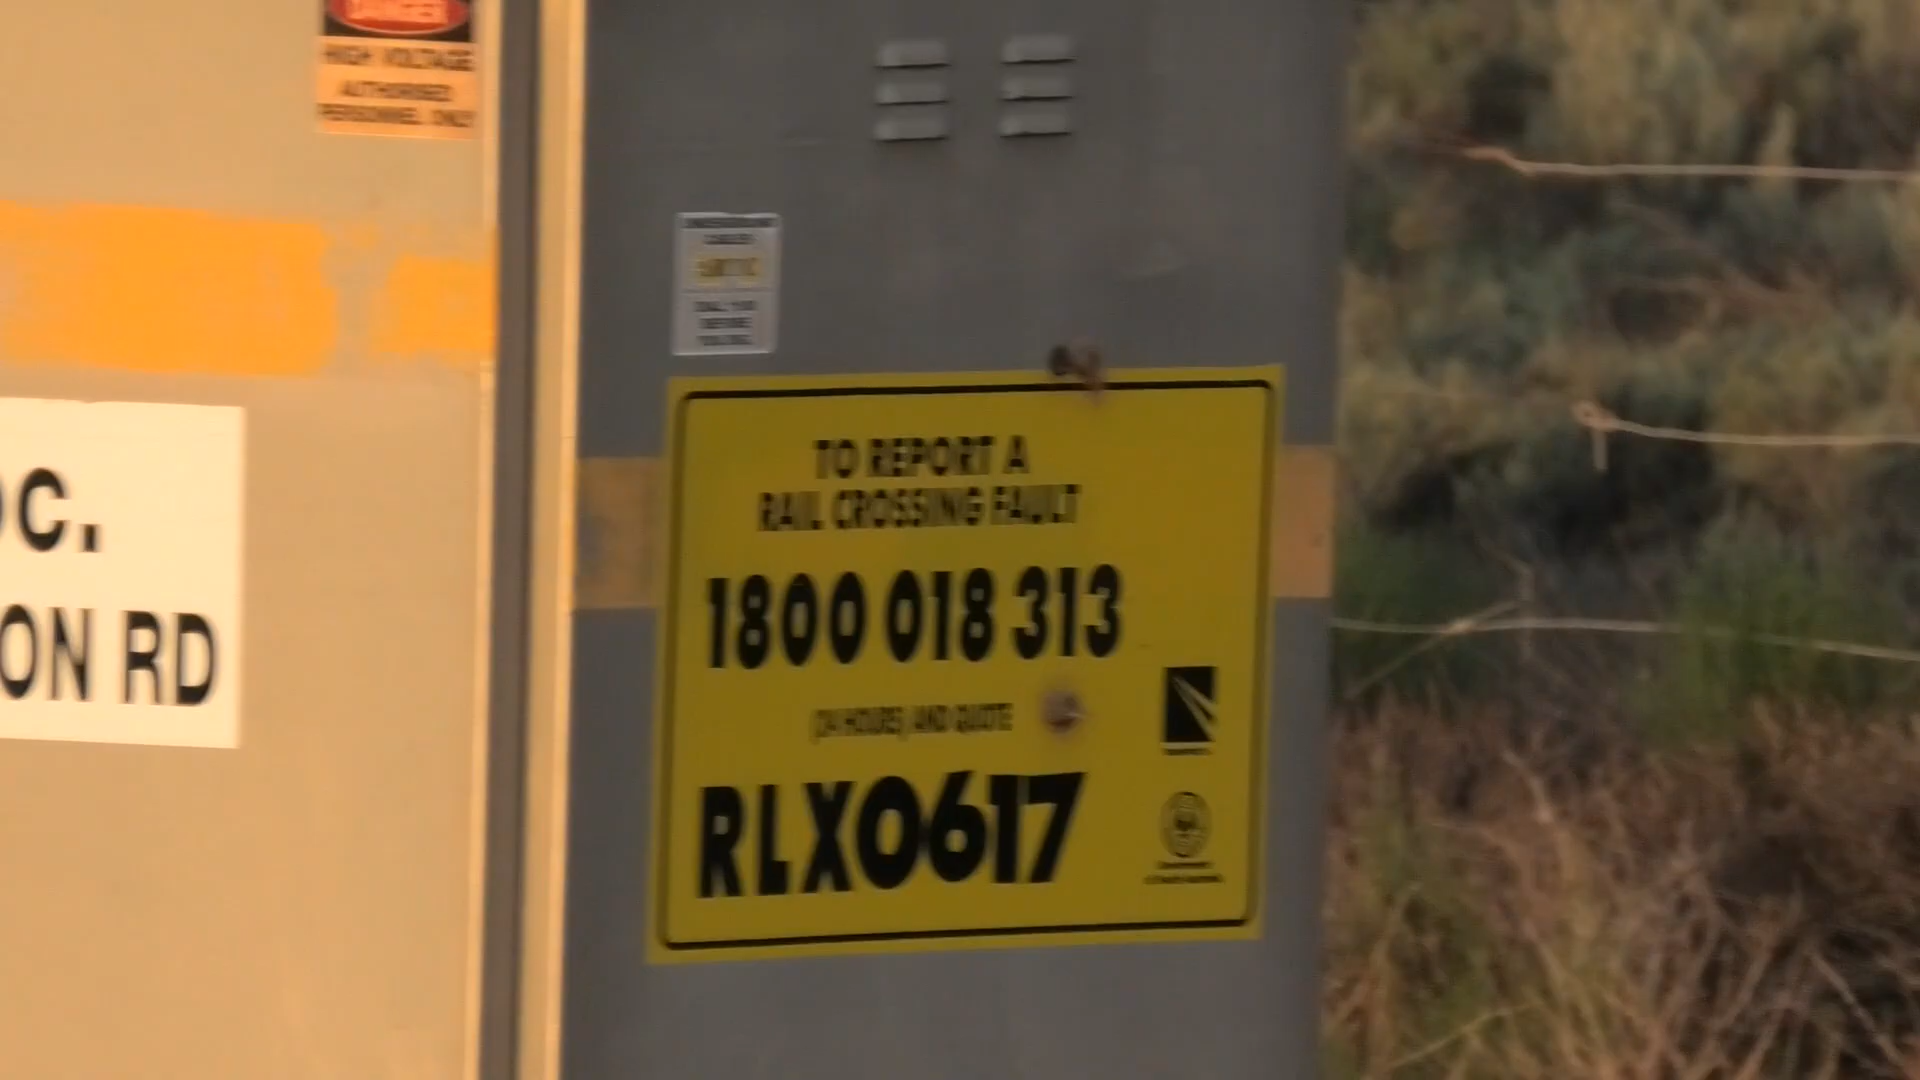 DANGER
HIGH VOLTAGE
AUTHORISED
PERSONNEL ONLY
OC.
ON RD
TO REPORT A
RAIL CROSSING FAULT
1800 018 313
(24 HOURS) AND QUOTE
RLX0617